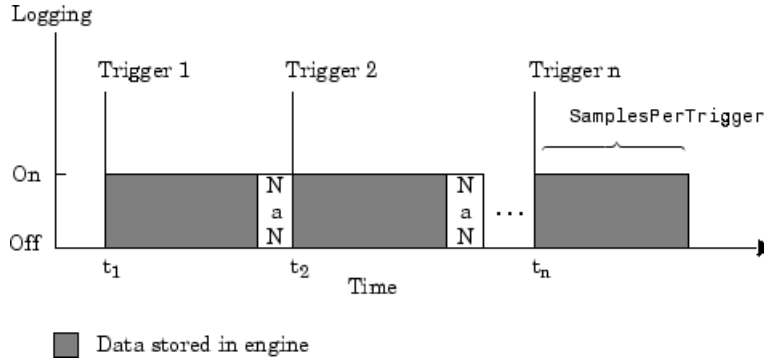 Logging
Trigger 1
Trigger 2
Trigger n
SamplesPerTrigger
On
N
a
N
N
a
N
...
Off
t1
t2
tn
Time
Data stored in engine